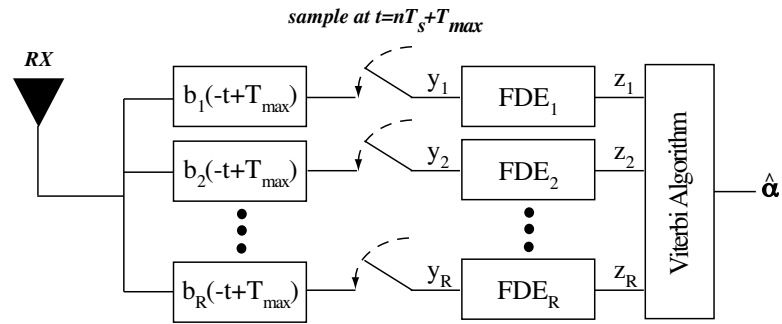 sample at t=nT_s+T_max
RX
b_1(-t+T_max) y_1 FDE_1 z_1
b_2(-t+T_max) y_2 FDE_2 z_2
b_R(-t+T_max) y_R FDE_R z_R
Viterbi Algorithm
α̂